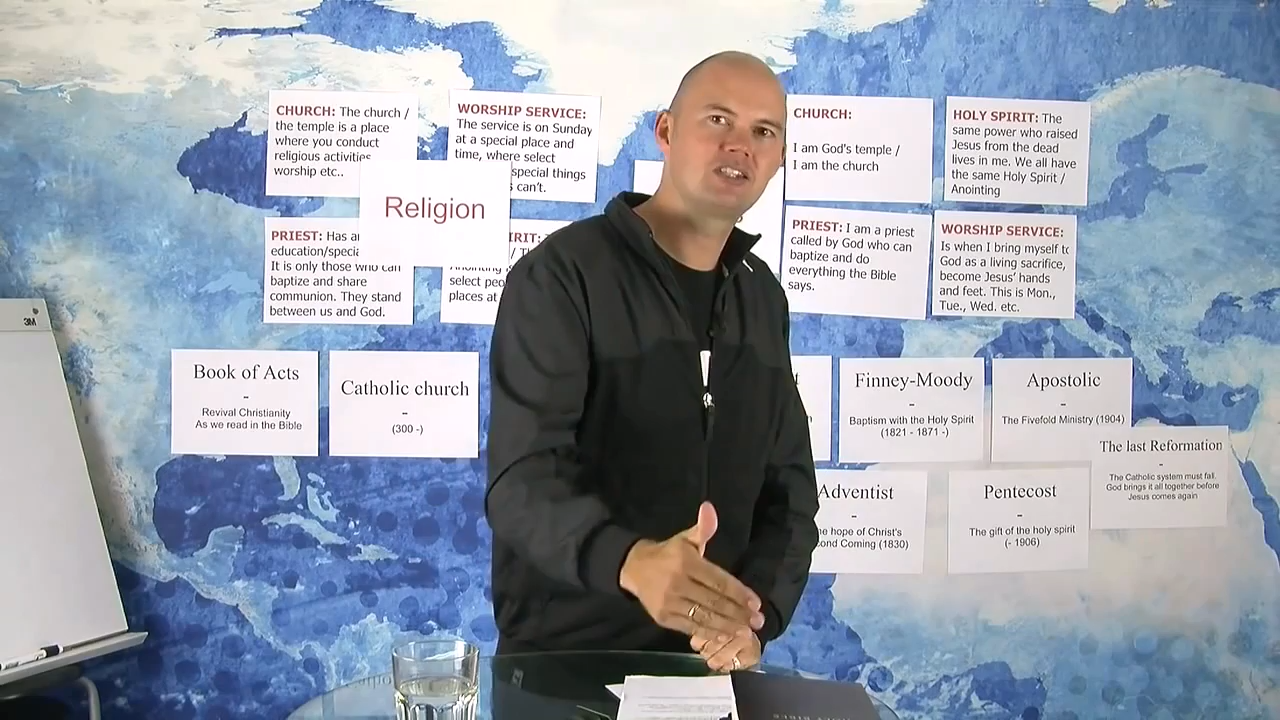 CHURCH: The church /
the temple is a place
where you conduct
religious activities
worship etc..
WORSHIP SERVICE:
The service is on Sunday
at a special place and
time, where select
special things
can't.
Religion
PRIEST: Has
education/
It is only those who can
baptize and share
communion. They stand
between us and God.
select
places at
CHURCH:
I am God's temple /
I am the church
HOLY SPIRIT: The
same power who raised
Jesus from the dead
lives in me. We all have
the same Holy Spirit /
Anointing
PRIEST: I am a priest
called by God who can
baptize and do
everything the Bible
says.
WORSHIP SERVICE:
Is when I bring myself to
God as a living sacrifice,
become Jesus' hands
and feet. This is Mon.,
Tue., Wed. etc.
3M
Book of Acts
-
Revival Christianity
As we read in the Bible
Catholic church
-
(300 -)
Finney-Moody
-
Baptism with the Holy Spirit
(1821 - 1871 -)
Apostolic
-
The Fivefold Ministry (1904)
The last Reformation
-
The Catholic system must fall.
God brings it all together before
Jesus comes again
Adventist
-
hope of Christ's
Coming (1830)
Pentecost
-
The gift of the holy spirit
(- 1906)